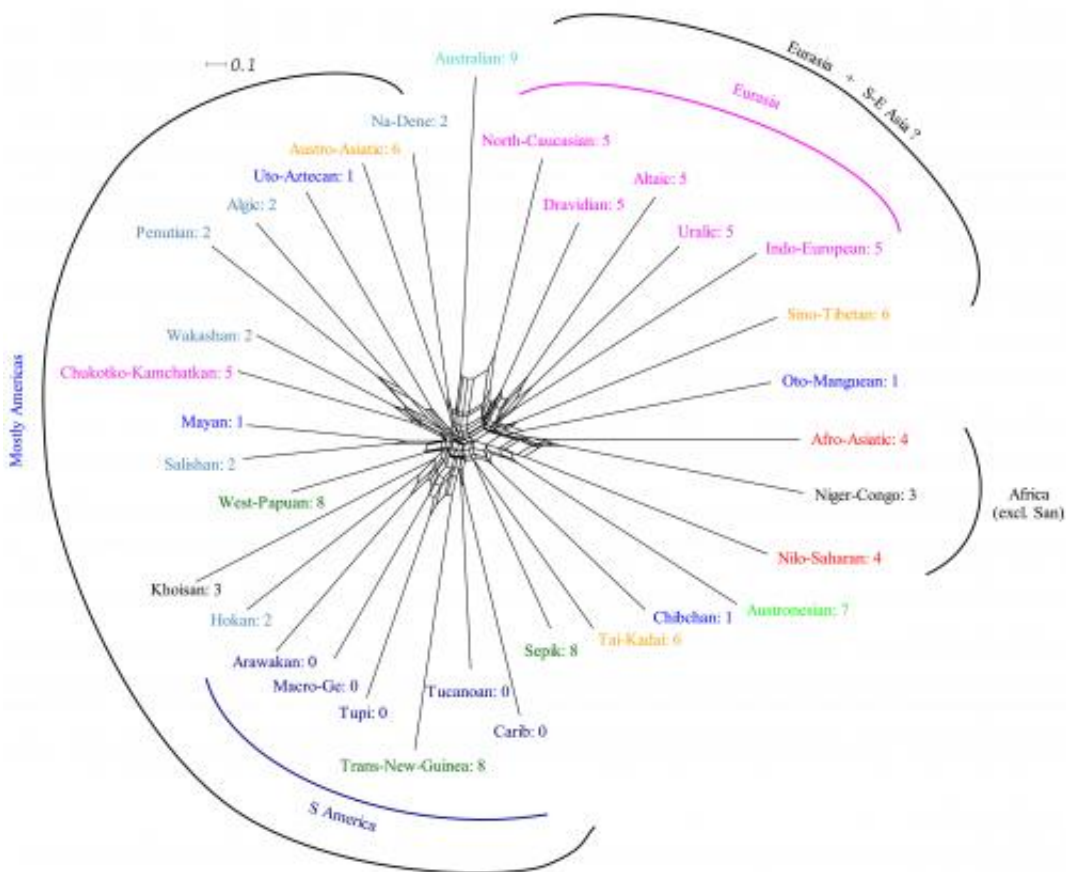 Australian: 9
0.1
Eurasis + S-E Asia ?
Eurasia
Na-Dene: 2
North-Caucasian: 5
Austro-Asiatic: 6
Uto-Aztecan: 1
Altaic: 5
Algic: 2
Dravidian: 5
Penutian: 2
Uralic: 5
Indo-European: 5
Sino-Tibetan: 6
Wakashan: 2
Chukotko-Kamchatkan: 5
Oto-Manguean: 1
Mostly Americas
Mayan: 1
Afro-Asiatic: 4
Salishan: 2
West-Papuan: 8
Niger-Congo: 3
Africa
(excl. San)
Nilo-Saharan: 4
Khoisan: 3
Hokan: 2
Chibchan: 1
Austronesian: 7
Tai-Kadai: 6
Sepik: 8
Arawakan: 0
Macro-Ge: 0
Tucanoan: 0
Tupi: 0
Carib: 0
Trans-New-Guinea: 8
S America